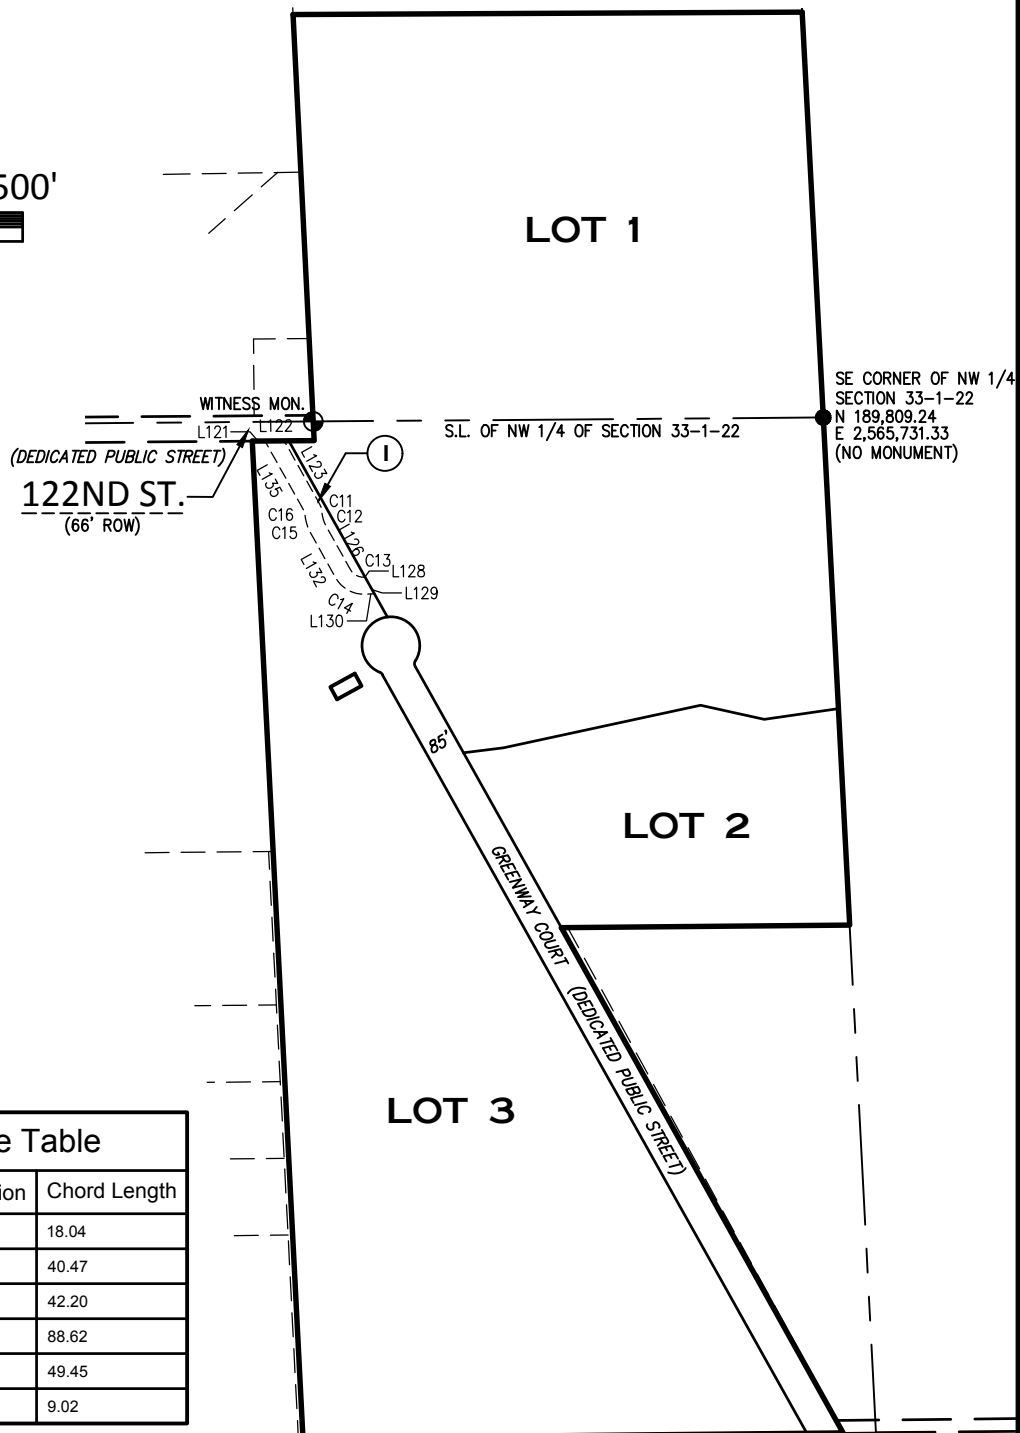 500'
LOT 1
SE CORNER OF NW 1/4
SECTION 33-1-22
N 189,809.24
E 2,565,731.33
(NO MONUMENT)
WITNESS MON.
L121
L122
S.L. OF NW 1/4 OF SECTION 33-1-22
(DEDICATED PUBLIC STREET)
122ND ST.
(66' ROW)
I
L123
L135
C11
C12
C16
C15
L126
C13
L128
L132
C14
L129
L130
85'
LOT 2
GREENWAY COURT (DEDICATED PUBLIC STREET)
LOT 3
e Table
ion Chord Length
18.04
40.47
42.20
88.62
49.45
9.02